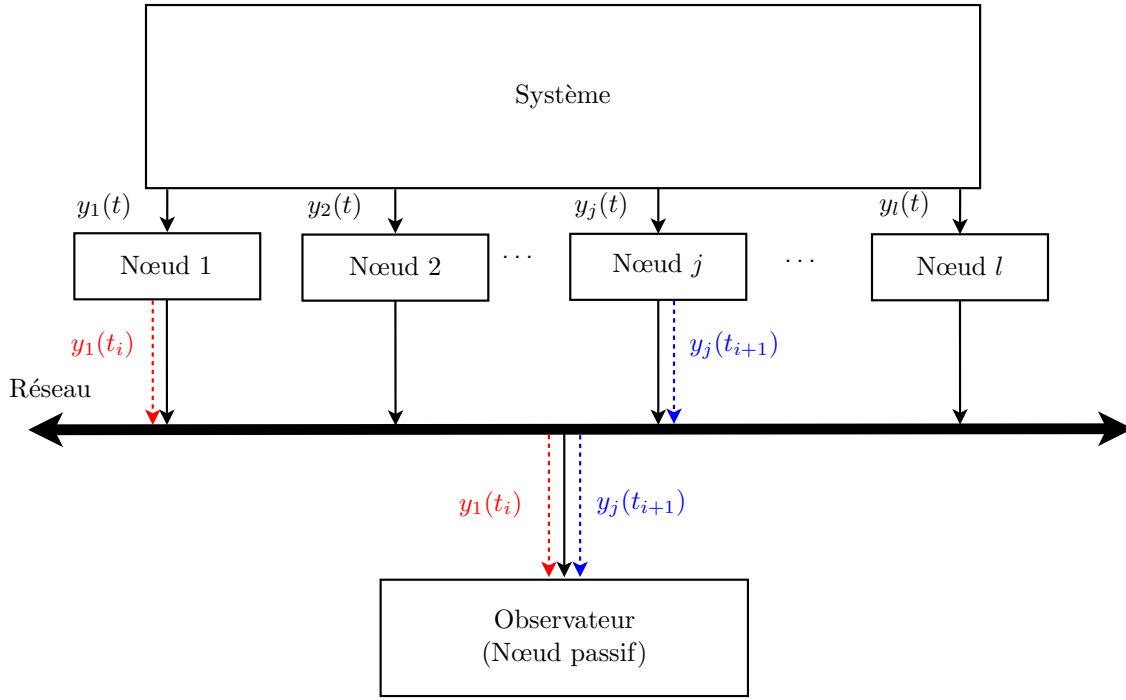 Système
y₁(t)
y₂(t)
yⱼ(t)
yₗ(t)
Nœud 1
Nœud 2
· · ·
Nœud j
· · ·
Nœud l
y₁(tᵢ)
yⱼ(tᵢ₊₁)
Réseau
y₁(tᵢ)
yⱼ(tᵢ₊₁)
Observateur
(Nœud passif)